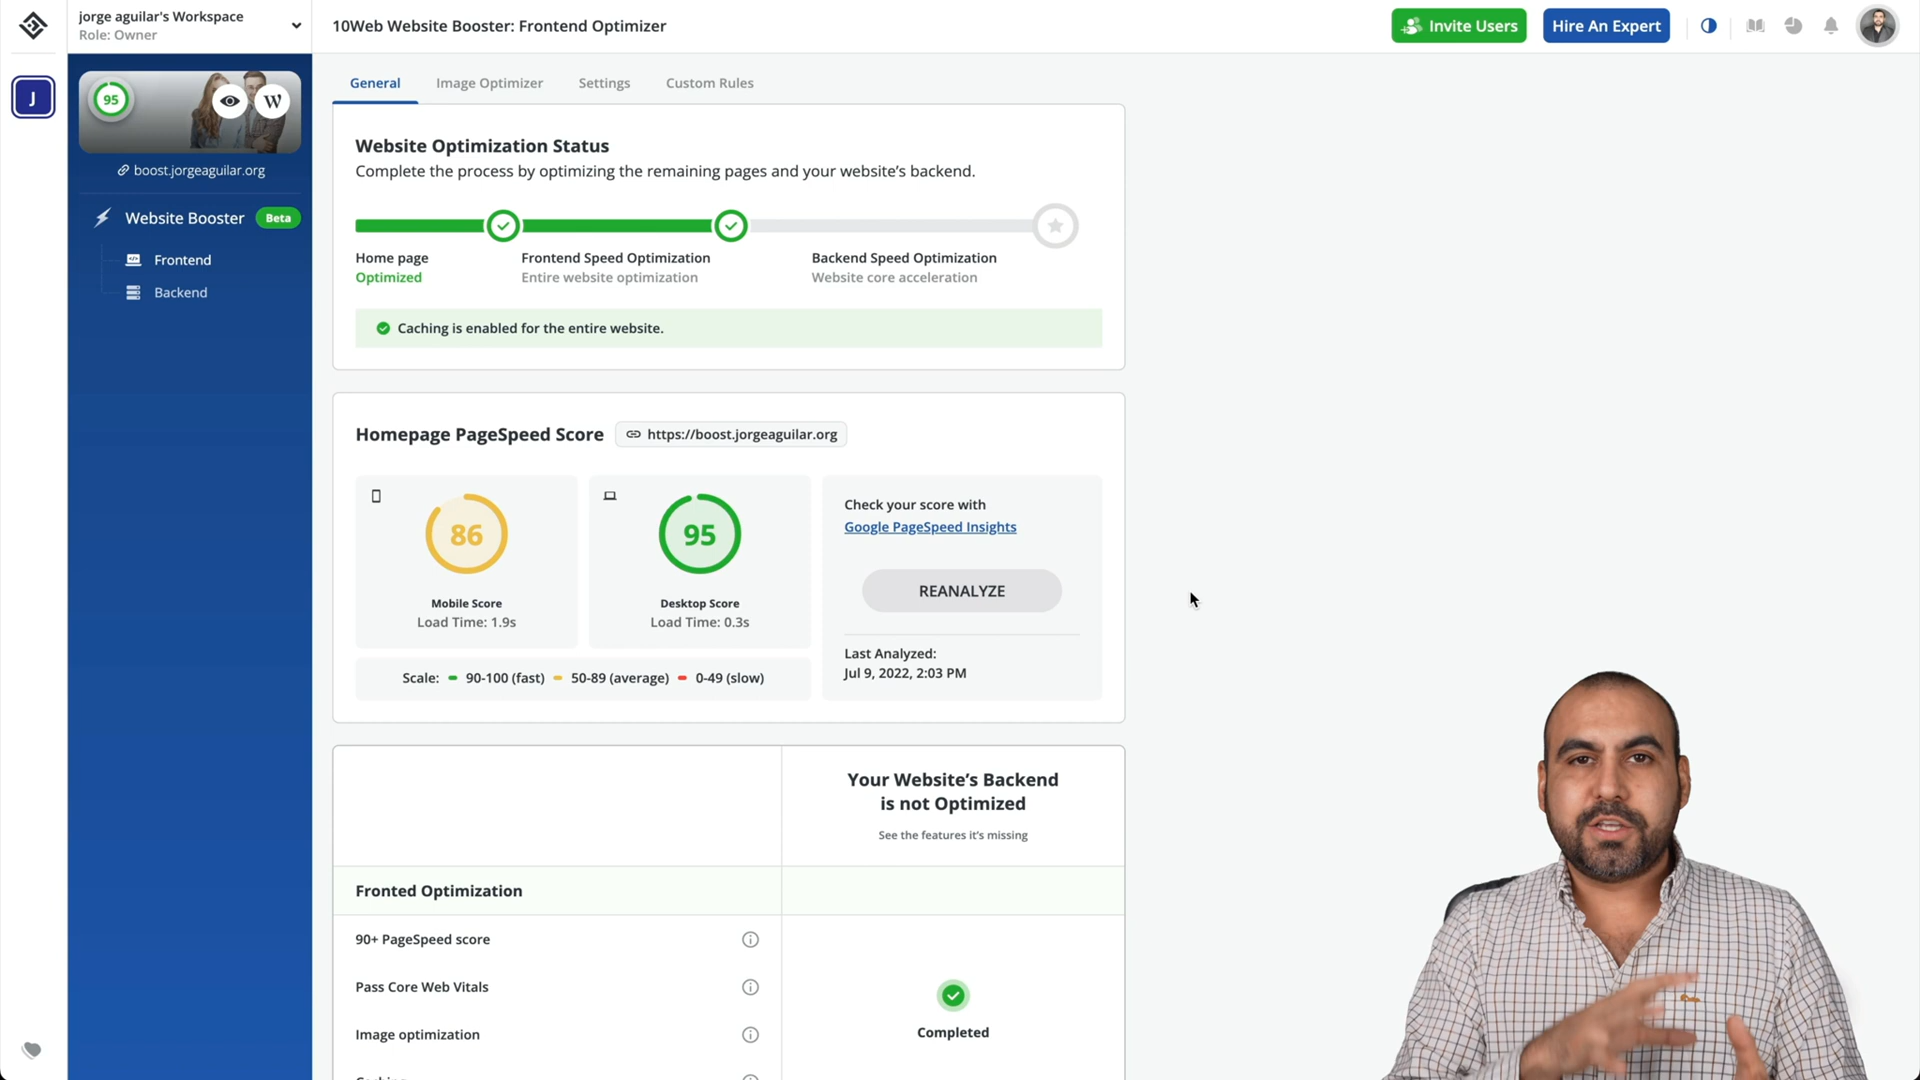 jorge aguilar's Workspace
Role: Owner
10Web Website Booster: Frontend Optimizer
Invite Users
Hire An Expert
J
95
W
boost.jorgeaguilar.org
Website Booster
Beta
Frontend
Backend
General
Image Optimizer
Settings
Custom Rules
Website Optimization Status
Complete the process by optimizing the remaining pages and your website’s backend.
Home page
Optimized
Frontend Speed Optimization
Entire website optimization
Backend Speed Optimization
Website core acceleration
Caching is enabled for the entire website.
Homepage PageSpeed Score
https://boost.jorgeaguilar.org
86
Mobile Score
Load Time: 1.9s
95
Desktop Score
Load Time: 0.3s
Scale: 90-100 (fast) 50-89 (average) 0-49 (slow)
Check your score with
Google PageSpeed Insights
REANALYZE
Last Analyzed:
Jul 9, 2022, 2:03 PM
Your Website’s Backend
is not Optimized
See the features it’s missing
Fronted Optimization
90+ PageSpeed score
Pass Core Web Vitals
Image optimization
Completed